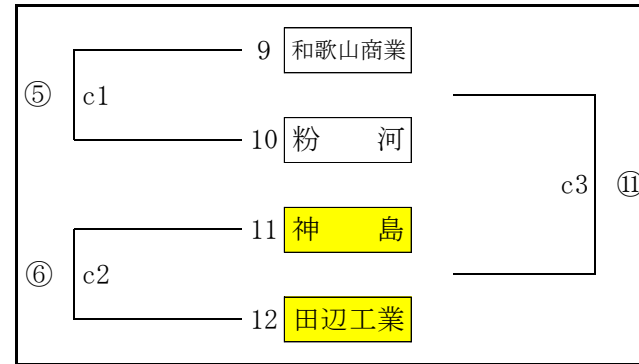 9 和歌山商業
⑤ c1
10 粉 河
c3 ⑪
11 神 島
⑥ c2
12 田辺工業